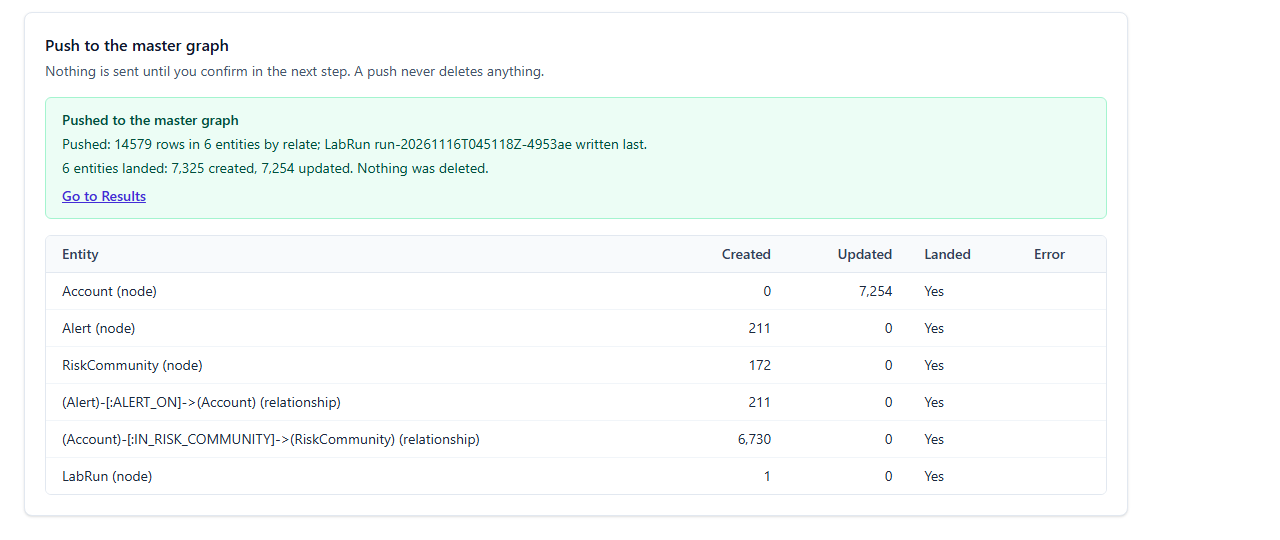 Push to the master graph
Nothing is sent until you confirm in the next step. A push never deletes anything.
Pushed to the master graph
Pushed: 14579 rows in 6 entities by relate; LabRun run-20261116T045118Z-4953ae written last.
6 entities landed: 7,325 created, 7,254 updated. Nothing was deleted.
Go to Results
Entity Created Updated Landed Error
Account (node) 0 7,254 Yes
Alert (node) 211 0 Yes
RiskCommunity (node) 172 0 Yes
(Alert)-[:ALERT_ON]->(Account) (relationship) 211 0 Yes
(Account)-[:IN_RISK_COMMUNITY]->(RiskCommunity) (relationship) 6,730 0 Yes
LabRun (node) 1 0 Yes